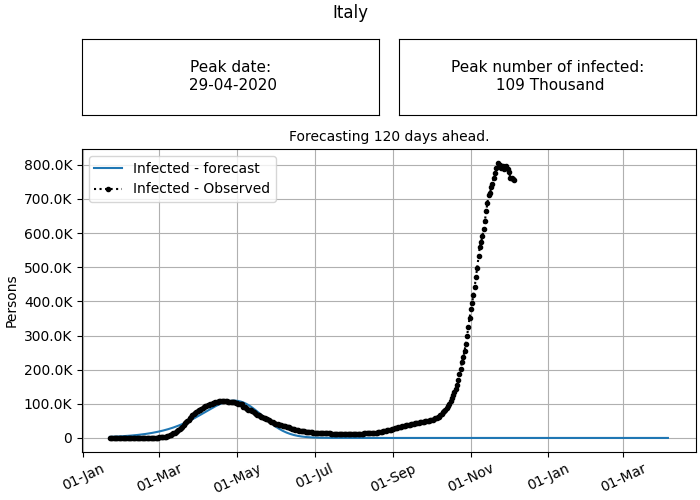 Italy
Peak date:
29-04-2020
Peak number of infected:
109 Thousand
Forecasting 120 days ahead.
Infected - forecast
Infected - Observed
Persons
800.0K
700.0K
600.0K
500.0K
400.0K
300.0K
200.0K
100.0K
0
01-Jan
01-Mar
01-May
01-Jul
01-Sep
01-Nov
01-Jan
01-Mar